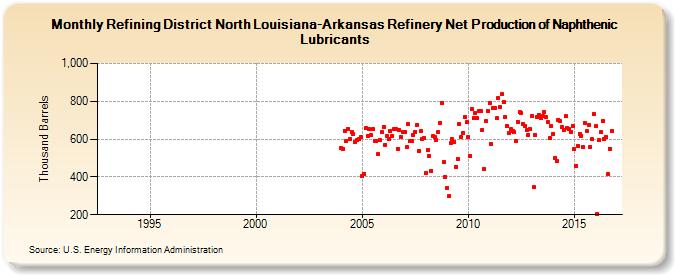 Monthly Refining District North Louisiana-Arkansas Refinery Net Production of Naphthenic
Lubricants
Thousand Barrels
1,000
800
600
400
200
1995
2000
2005
2010
2015
Source: U.S. Energy Information Administration